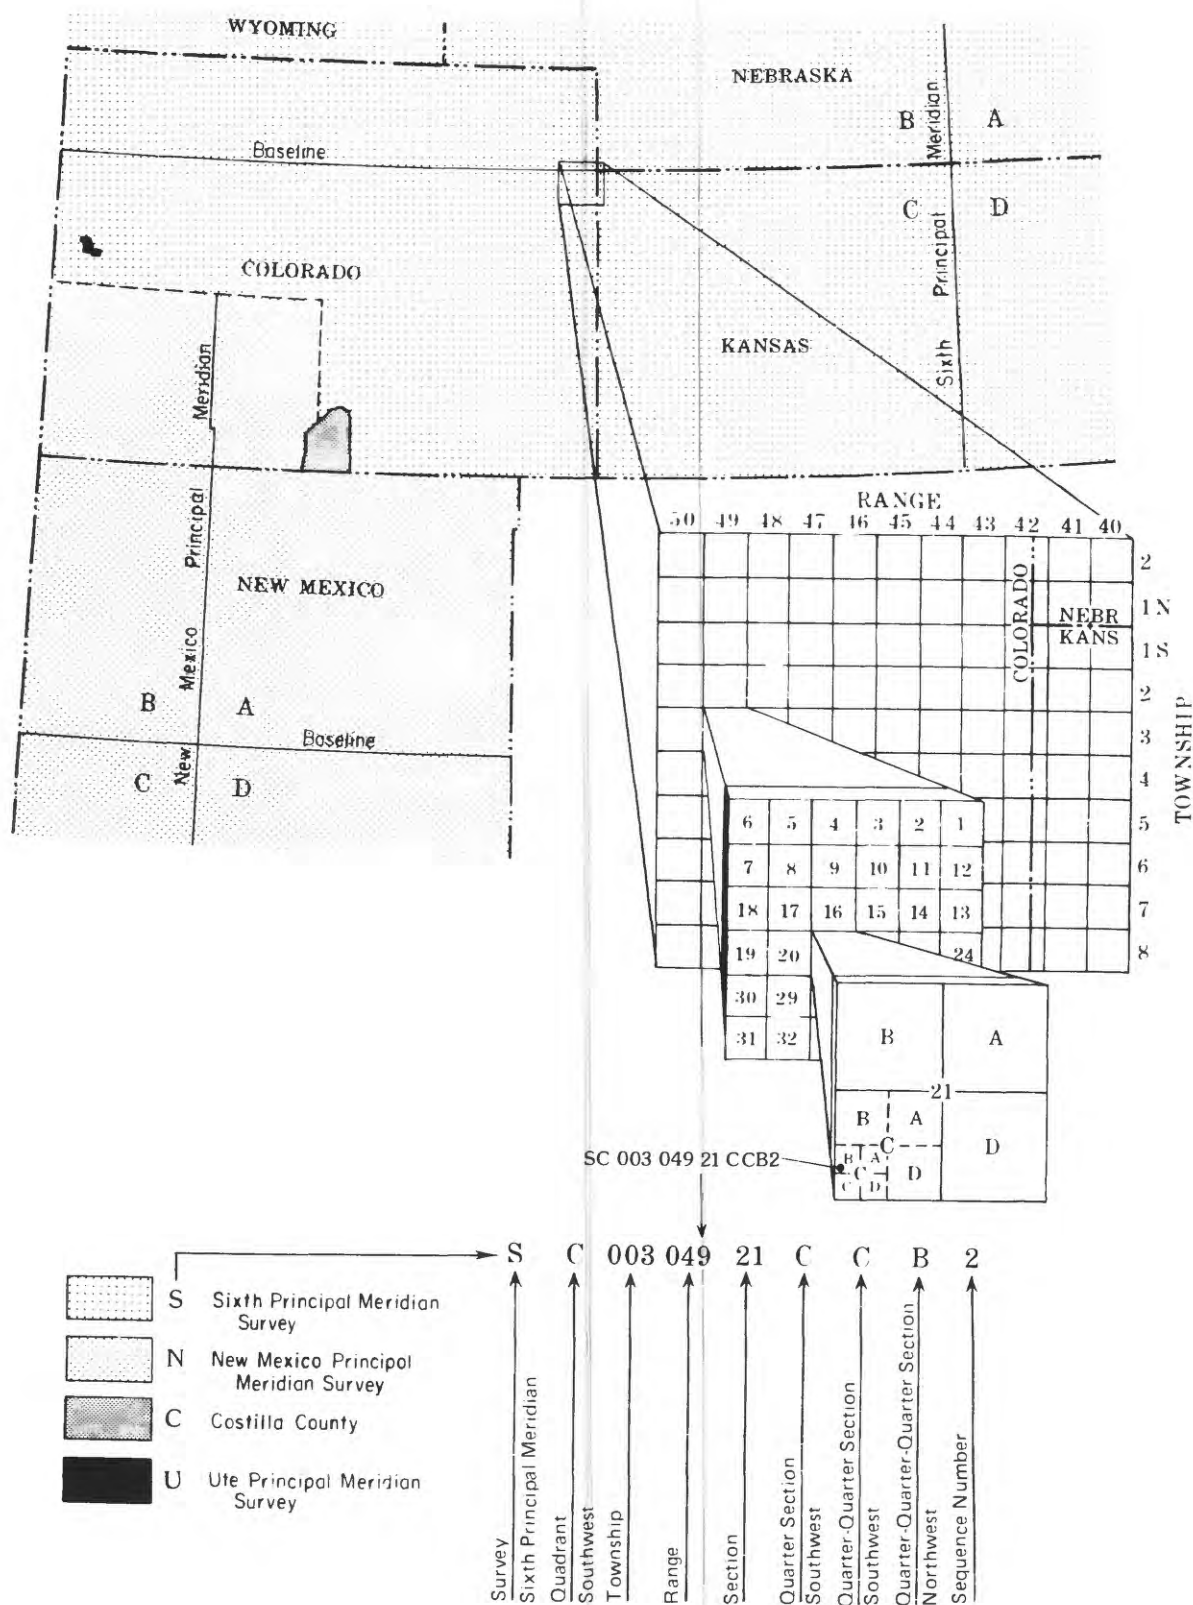 WYOMING
NEBRASKA
B A
Meridian
Baseline
C D
Principal
COLORADO
KANSAS
Sixth
Meridian
RANGE
50 49 48 47 46 45 44 43 42 41 40
Principal
2
NEW MEXICO
COLORADO
1 N
NEBR
KANS
1 S
Mexico
2
B A
Baseline
3
New
C D
4
TOWNSHIP
6 5 4 3 2 1
5
7 8 9 10 11 12
6
18 17 16 15 14 13
7
19 20 24
8
30 29
31 32
B A
21
B A
C
D
SC 003 049 21 CCB2
B A
C
D
C D
S C 003 049 21 C C B 2
S Sixth Principal Meridian
Survey
N New Mexico Principol
Meridian Survey
C Costilla County
U Ute Principal Meridian
Survey
Survey
Sixth Principal Meridian
Quadrant
Southwest
Township
Range
Section
Quarter Section
Southwest
Quarter-Quarter Section
Southwest
Quarter-Quarter-Quarter Section
Northwest
Sequence Number